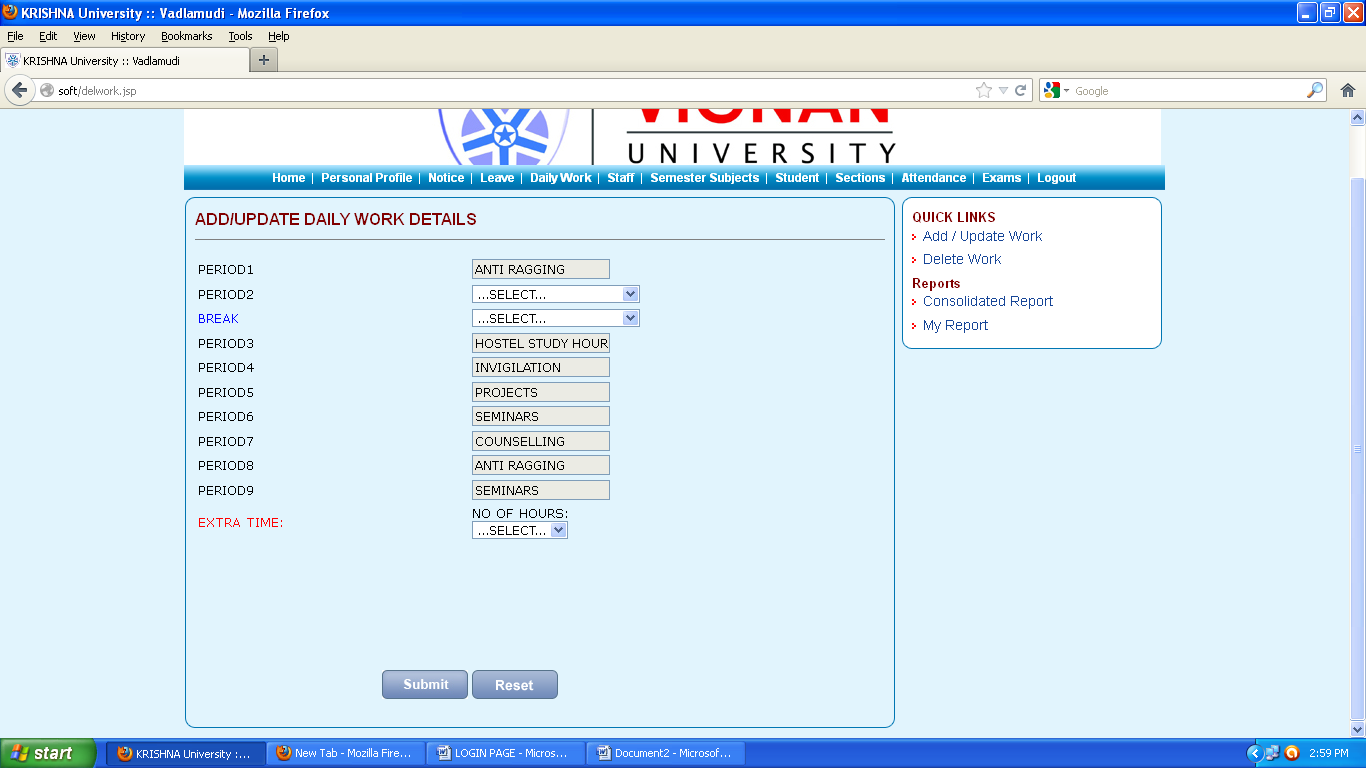 KRISHNA University :: Vadlamudi - Mozilla Firefox
File Edit View History Bookmarks Tools Help
KRISHNA University :: Vadlamudi
soft/delwork.jsp
Google
VIGNAN
UNIVERSITY
Home | Personal Profile | Notice | Leave | Daily Work | Staff | Semester Subjects | Student | Sections | Attendance | Exams | Logout
ADD/UPDATE DAILY WORK DETAILS
PERIOD1 ANTI RAGGING
PERIOD2 ...SELECT...
BREAK ...SELECT...
PERIOD3 HOSTEL STUDY HOUR
PERIOD4 INVIGILATION
PERIOD5 PROJECTS
PERIOD6 SEMINARS
PERIOD7 COUNSELLING
PERIOD8 ANTI RAGGING
PERIOD9 SEMINARS
EXTRA TIME: NO OF HOURS:
...SELECT...
Submit Reset
QUICK LINKS
Add / Update Work
Delete Work
Reports
Consolidated Report
My Report
start KRISHNA University :... New Tab - Mozilla Fire... LOGIN PAGE - Micros... Document2 - Microsof... 2:59 PM